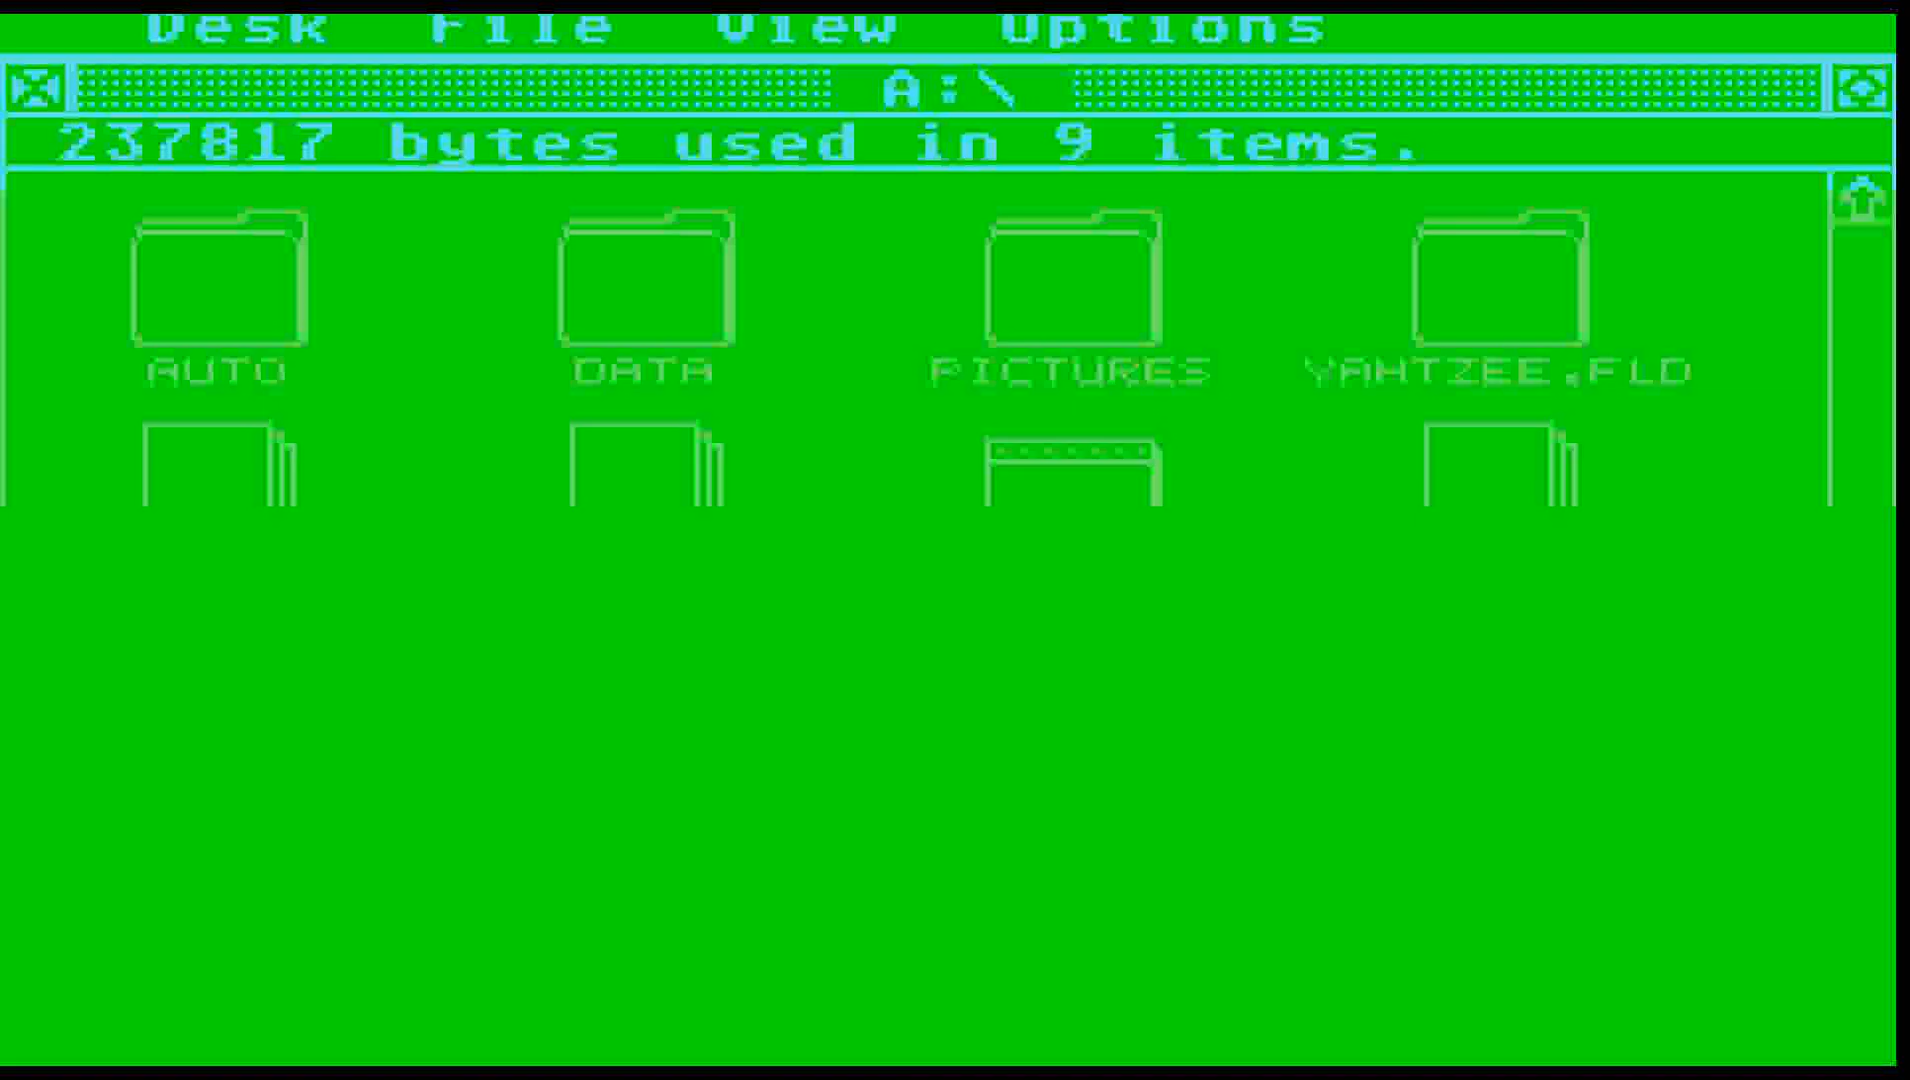 Desk File View Options
A:\
237817 bytes used in 9 items.
AUTO DATA PICTURES YAHTZEE.FLD